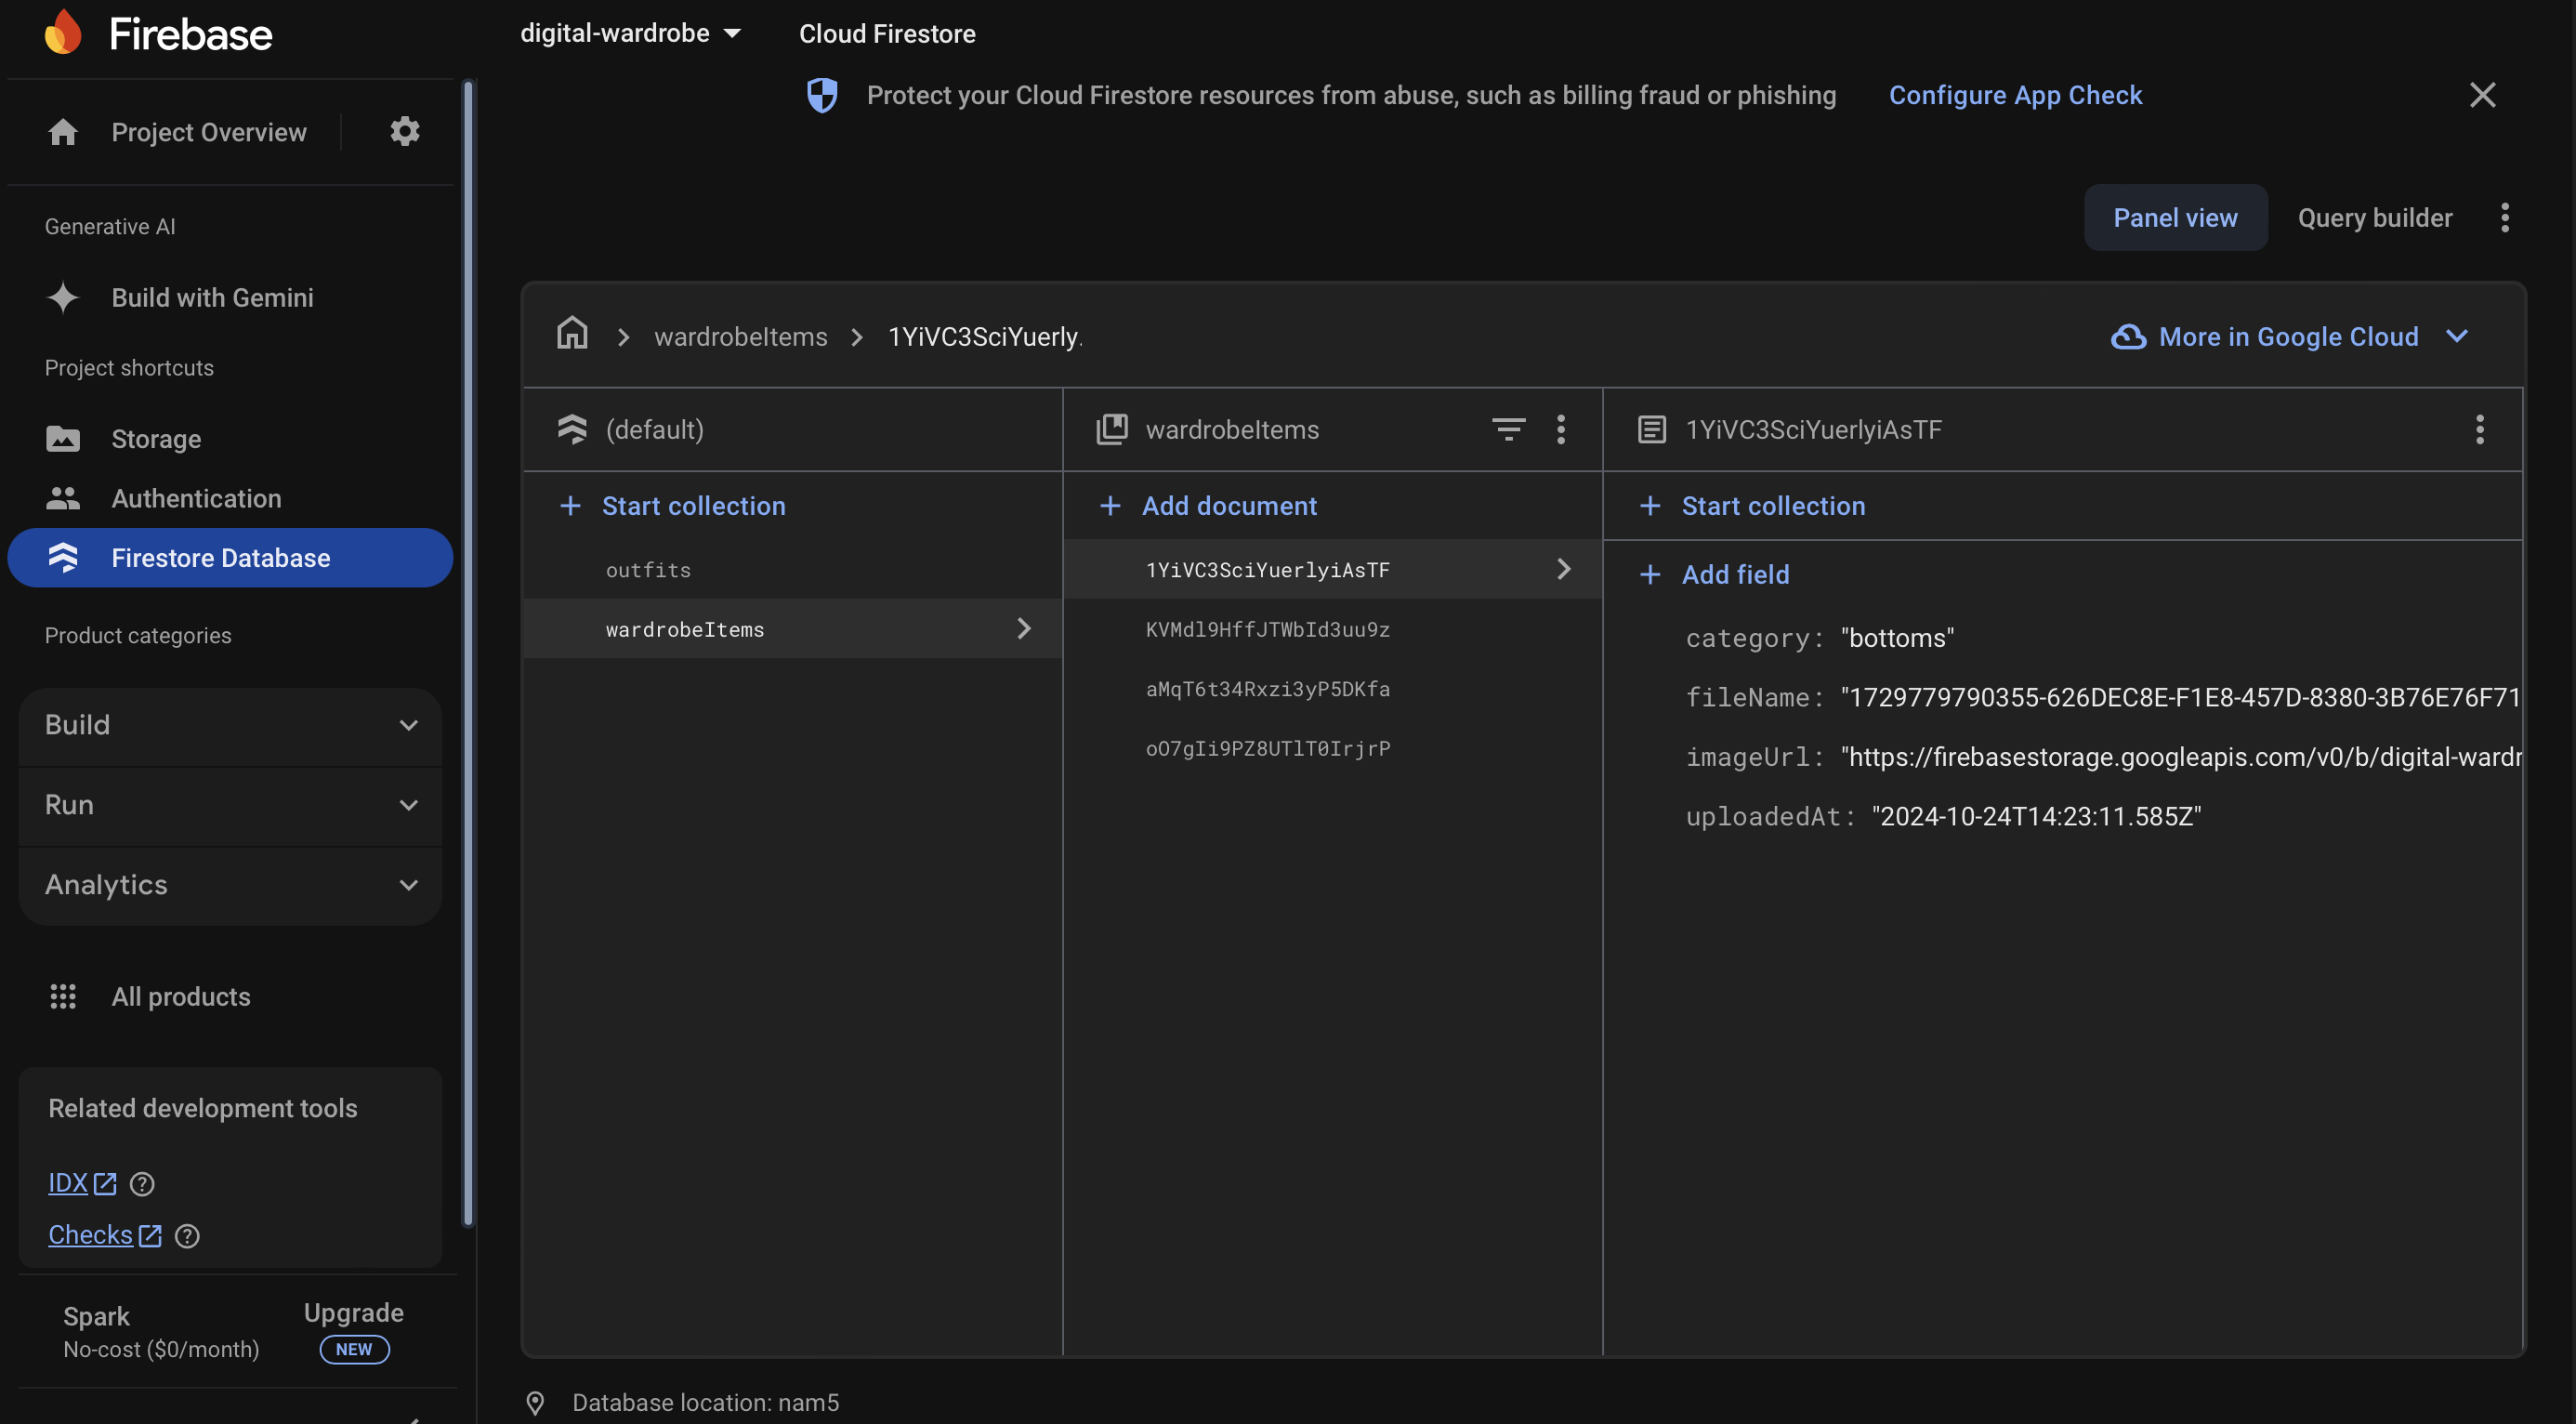 Firebase
digital-wardrobe
Cloud Firestore
Protect your Cloud Firestore resources from abuse, such as billing fraud or phishing
Configure App Check
Project Overview
Generative AI
Build with Gemini
Project shortcuts
Storage
Authentication
Firestore Database
Product categories
Build
Run
Analytics
All products
Related development tools
IDX
Checks
Spark
No-cost ($0/month)
Upgrade
NEW
Panel view
Query builder
wardrobeItems
1YiVC3SciYuerly.
More in Google Cloud
(default)
Start collection
outfits
wardrobeItems
wardrobeItems
Add document
1YiVC3SciYuerlyiAsTF
KVMdl9HffJTWbId3uu9z
aMqT6t34Rxzi3yP5DKfa
oO7gIi9PZ8UTlT0IrjrP
1YiVC3SciYuerlyiAsTF
Start collection
Add field
category: "bottoms"
fileName: "1729779790355-626DEC8E-F1E8-457D-8380-3B76E76F71
imageUrl: "https://firebasestorage.googleapis.com/v0/b/digital-wardr
uploadedAt: "2024-10-24T14:23:11.585Z"
Database location: nam5